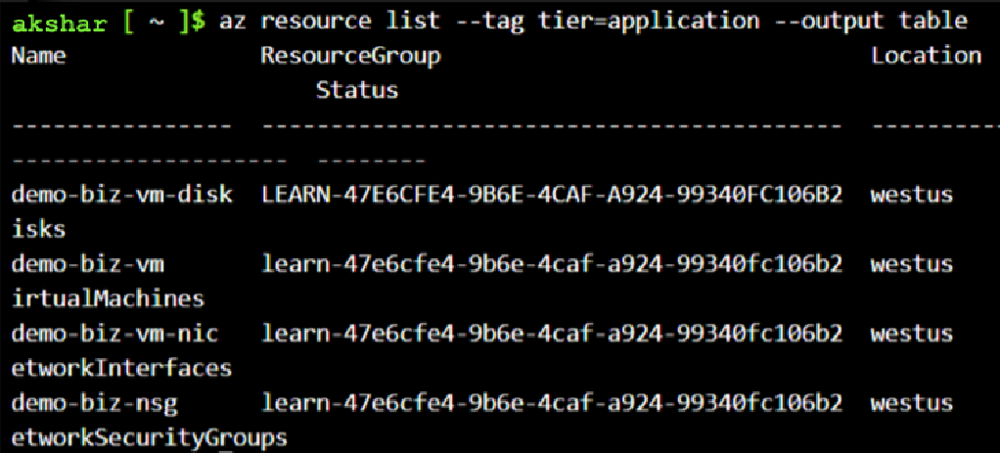 akshar [ ~ ]$ az resource list --tag tier=application --output table
Name              ResourceGroup                               Location
                      Status
----------------  ------------------------------------------  ----------
--------------------  --------
demo-biz-vm-disk  LEARN-47E6CFE4-9B6E-4CAF-A924-99340FC106B2  westus
isks
demo-biz-vm       learn-47e6cfe4-9b6e-4caf-a924-99340fc106b2  westus
irtualMachines
demo-biz-vm-nic   learn-47e6cfe4-9b6e-4caf-a924-99340fc106b2  westus
etworkInterfaces
demo-biz-nsg      learn-47e6cfe4-9b6e-4caf-a924-99340fc106b2  westus
etworkSecurityGroups